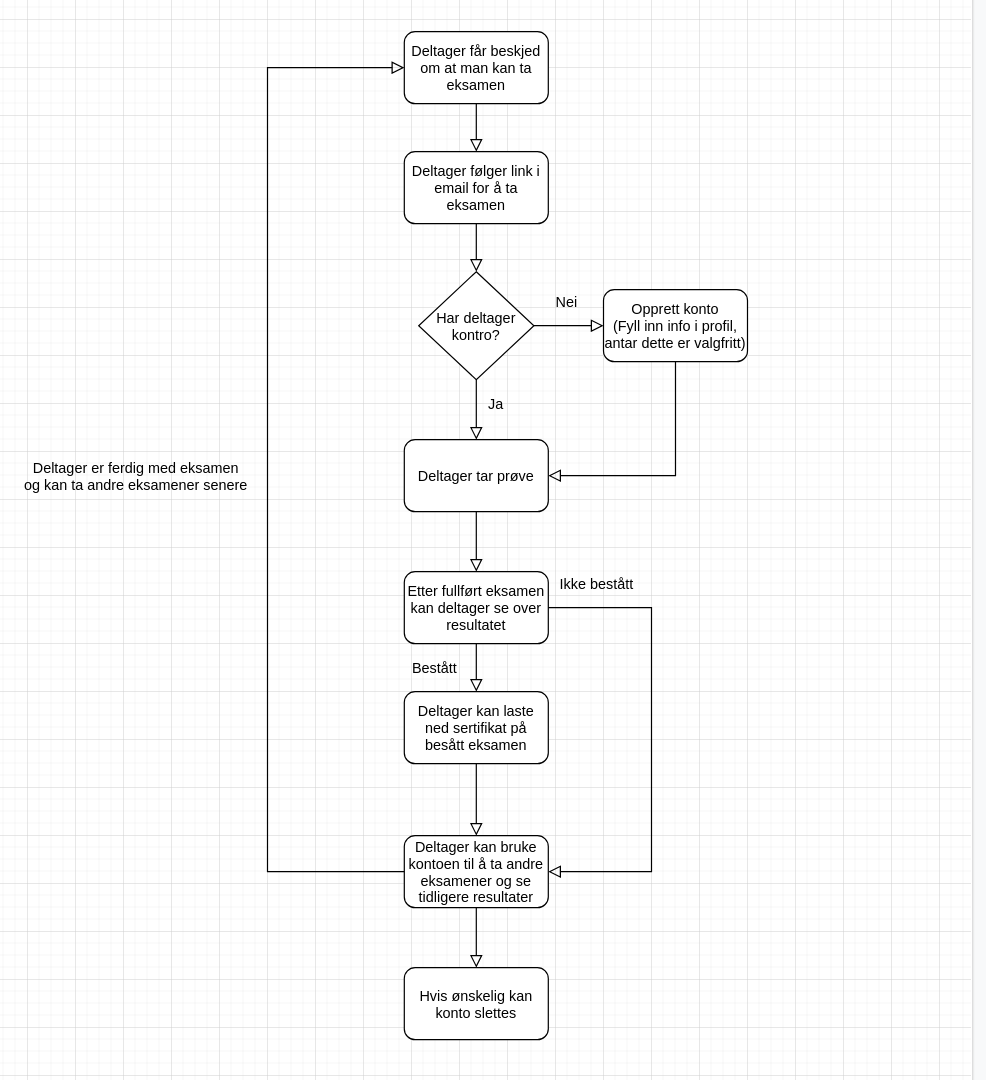 Deltager får beskjed
om at man kan ta
eksamen
Deltager følger link i
email for å ta
eksamen
Har deltager
kontro?
Nei
Opprett konto
(Fyll inn info i profil,
antar dette er valgfritt)
Ja
Deltager tar prøve
Deltager er ferdig med eksamen
og kan ta andre eksamener senere
Etter fullført eksamen
kan deltager se over
resultatet
Ikke bestått
Bestått
Deltager kan laste
ned sertifikat på
besått eksamen
Deltager kan bruke
kontoen til å ta andre
eksamener og se
tidligere resultater
Hvis ønskelig kan
konto slettes